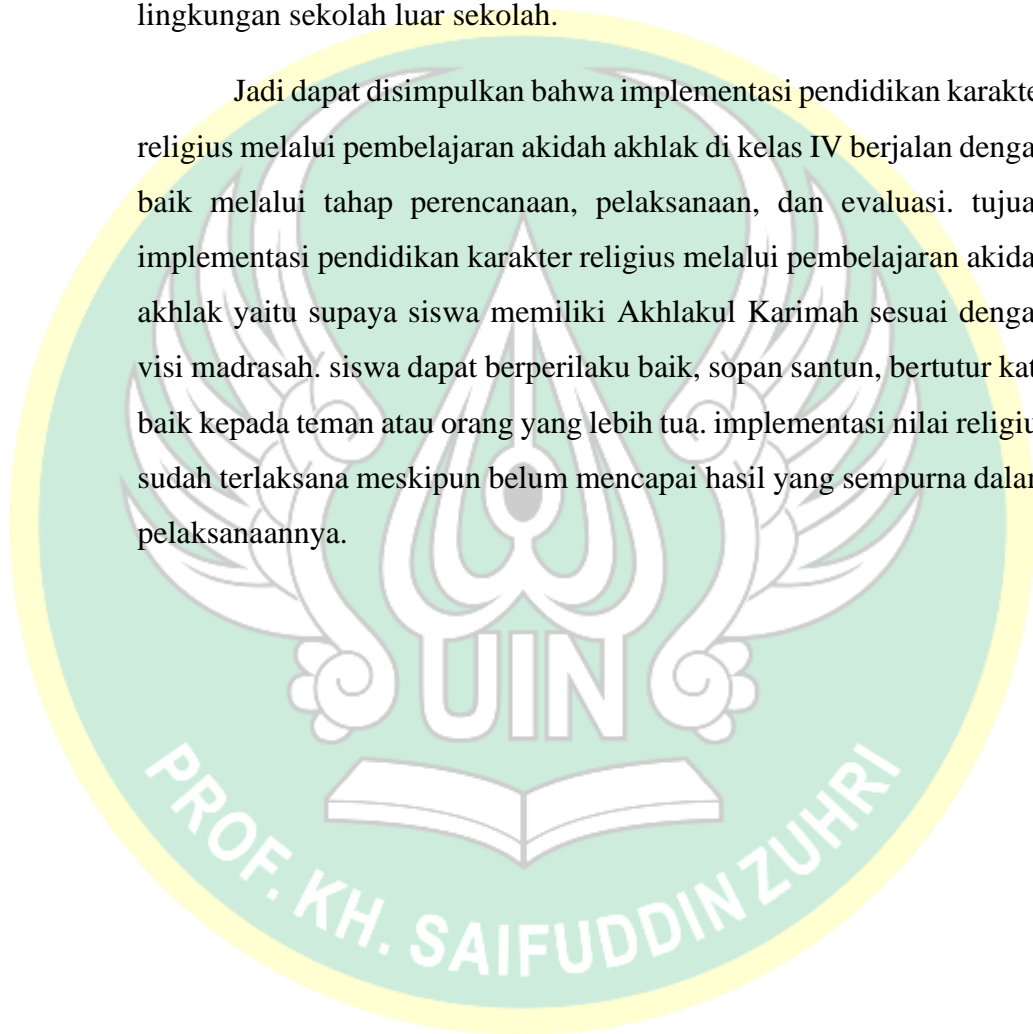 lingkungan sekolah luar sekolah.
Jadi dapat disimpulkan bahwa implementasi pendidikan karakte
religius melalui pembelajaran akidah akhlak di kelas IV berjalan denga
baik melalui tahap perencanaan, pelaksanaan, dan evaluasi. tujua
implementasi pendidikan karakter religius melalui pembelajaran akida
akhlak yaitu supaya siswa memiliki Akhlakul Karimah sesuai denga
visi madrasah. siswa dapat berperilaku baik, sopan santun, bertutur kat
baik kepada teman atau orang yang lebih tua. implementasi nilai religiu
sudah terlaksana meskipun belum mencapai hasil yang sempurna dalam
pelaksanaannya.
UIN
PROF. KH. SAIFUDDIN ZUHRI